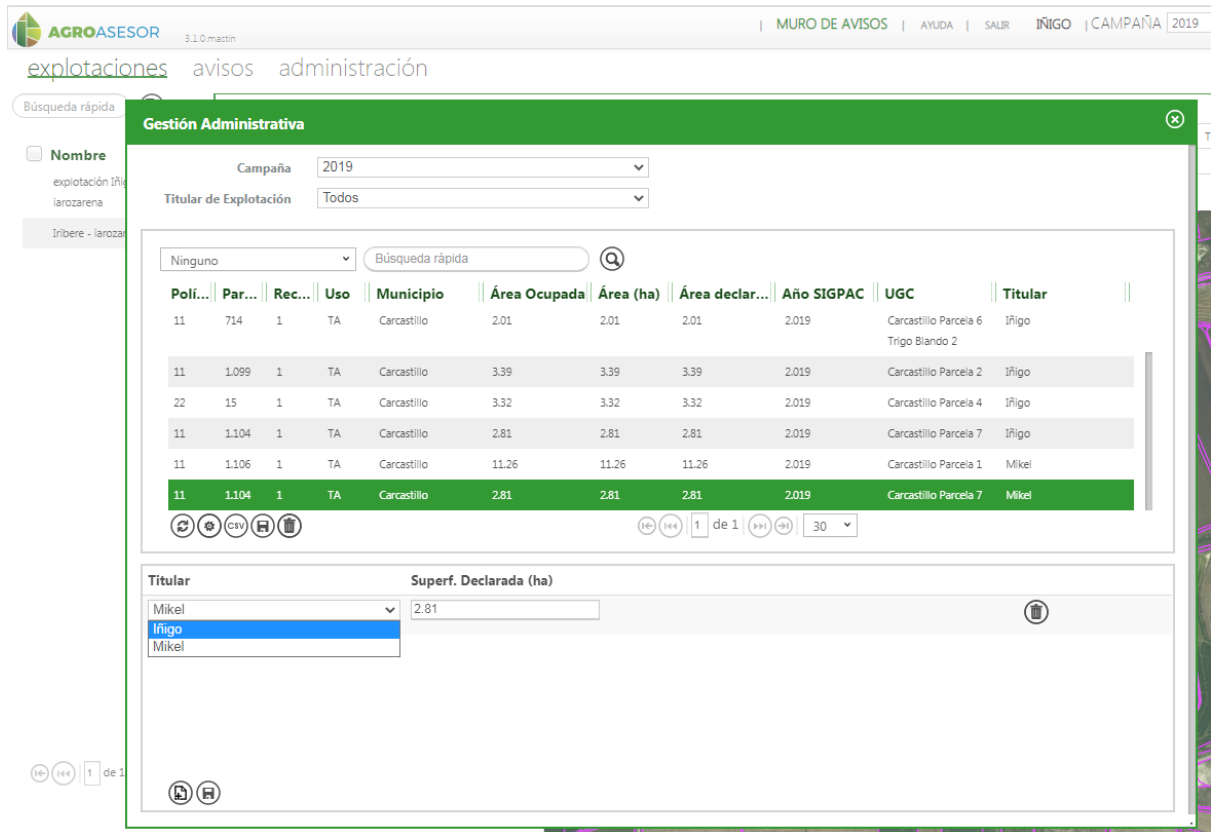 AGROASESOR 3.1.0.mastin | MURO DE AVISOS | AYUDA | SALIR IÑIGO | CAMPAÑA 2019
explotaciones avisos administración
Búsqueda rápida
Gestión Administrativa
Nombre
explotación
iarozarena
Iribere -
Campaña 2019
Titular de Explotación Todos
Ninguno Búsqueda rápida
Polí... Par... Rec... Uso Municipio Área Ocupada Área (ha) Área declar... Año SIGPAC UGC Titular
11 714 1 TA Carcastillo 2.01 2.01 2.01 2.019 Carcastillo Parcela 6 Iñigo
Trigo Blando 2
11 1.099 1 TA Carcastillo 3.39 3.39 3.39 2.019 Carcastillo Parcela 2 Iñigo
22 15 1 TA Carcastillo 3.32 3.32 3.32 2.019 Carcastillo Parcela 4 Iñigo
11 1.104 1 TA Carcastillo 2.81 2.81 2.81 2.019 Carcastillo Parcela 7 Iñigo
11 1.106 1 TA Carcastillo 11.26 11.26 11.26 2.019 Carcastillo Parcela 1 Mikel
11 1.104 1 TA Carcastillo 2.81 2.81 2.81 2.019 Carcastillo Parcela 7 Mikel
CSV 1 de 1 30
Titular Superf. Declarada (ha)
Mikel 2.81
Iñigo
Mikel
1 de 1